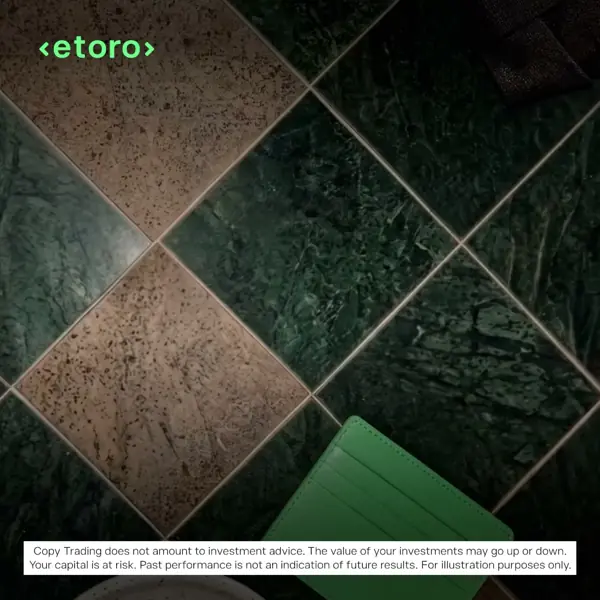 ‹etoro›
Copy Trading does not amount to investment advice. The value of your investments may go up or down.
Your capital is at risk. Past performance is not an indication of future results. For illustration purposes only.